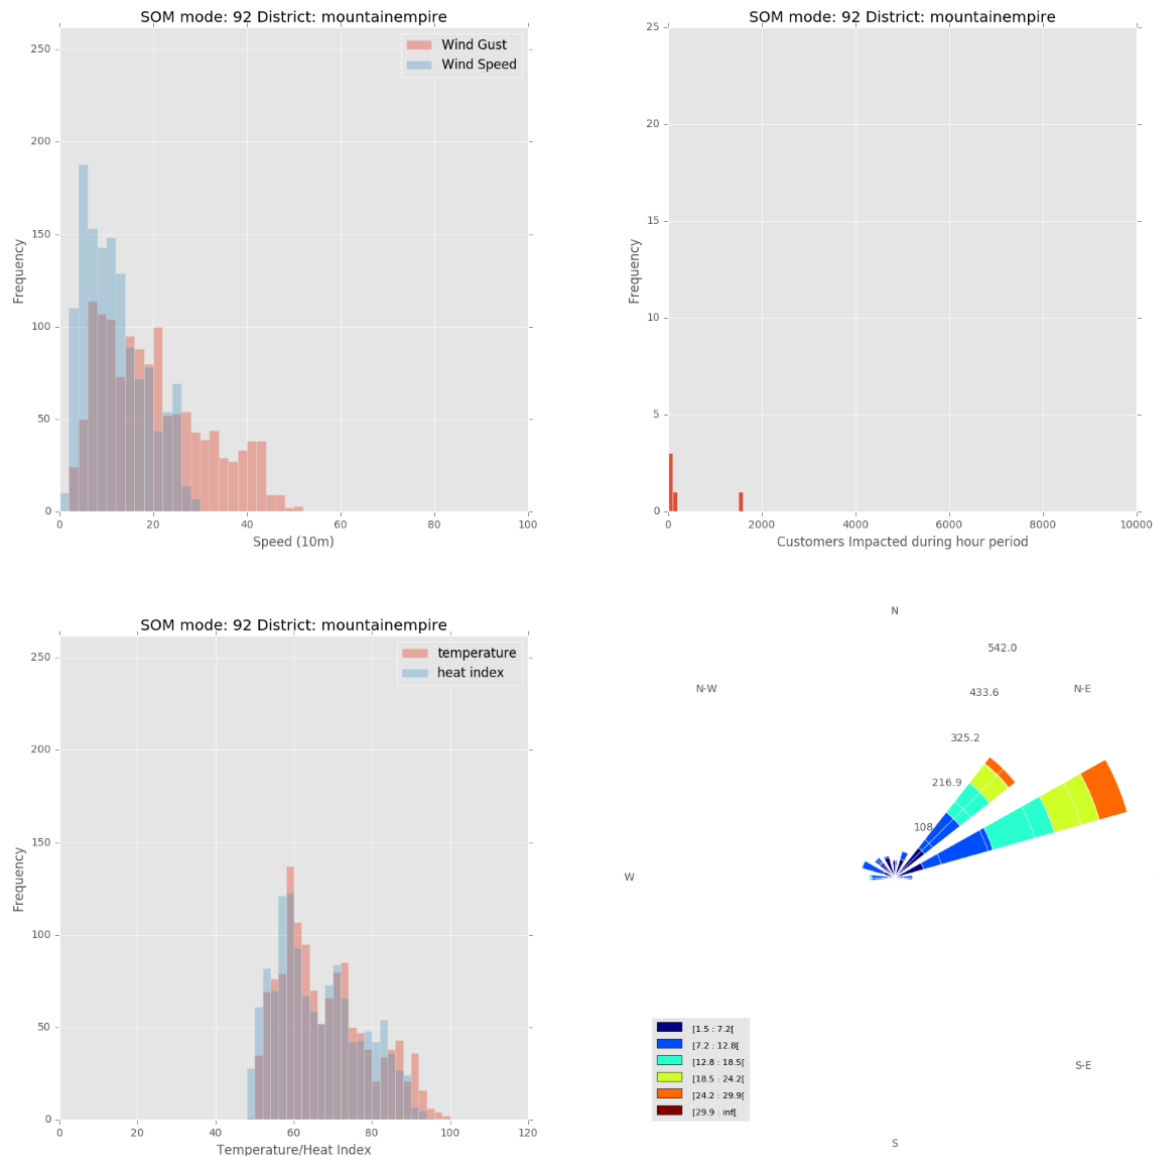 SOM mode: 92 District: mountainempire
250
200
150
100
50
0
Frequency
Wind Gust
Wind Speed
0 20 40 60 80 100
Speed (10m)
SOM mode: 92 District: mountainempire
25
20
15
10
5
0
Frequency
0 2000 4000 6000 8000 10000
Customers Impacted during hour period
SOM mode: 92 District: mountainempire
250
200
150
100
50
0
Frequency
temperature
heat index
0 20 40 60 80 100 120
Temperature/Heat Index
N
542.0
N-W
433.6
N-E
325.2
216.9
108
W
[1.5 : 7.2[
[7.2 : 12.8[
[12.8 : 18.5[
[18.5 : 24.2[
[24.2 : 29.9[
[29.9 : inf[
S-E
S